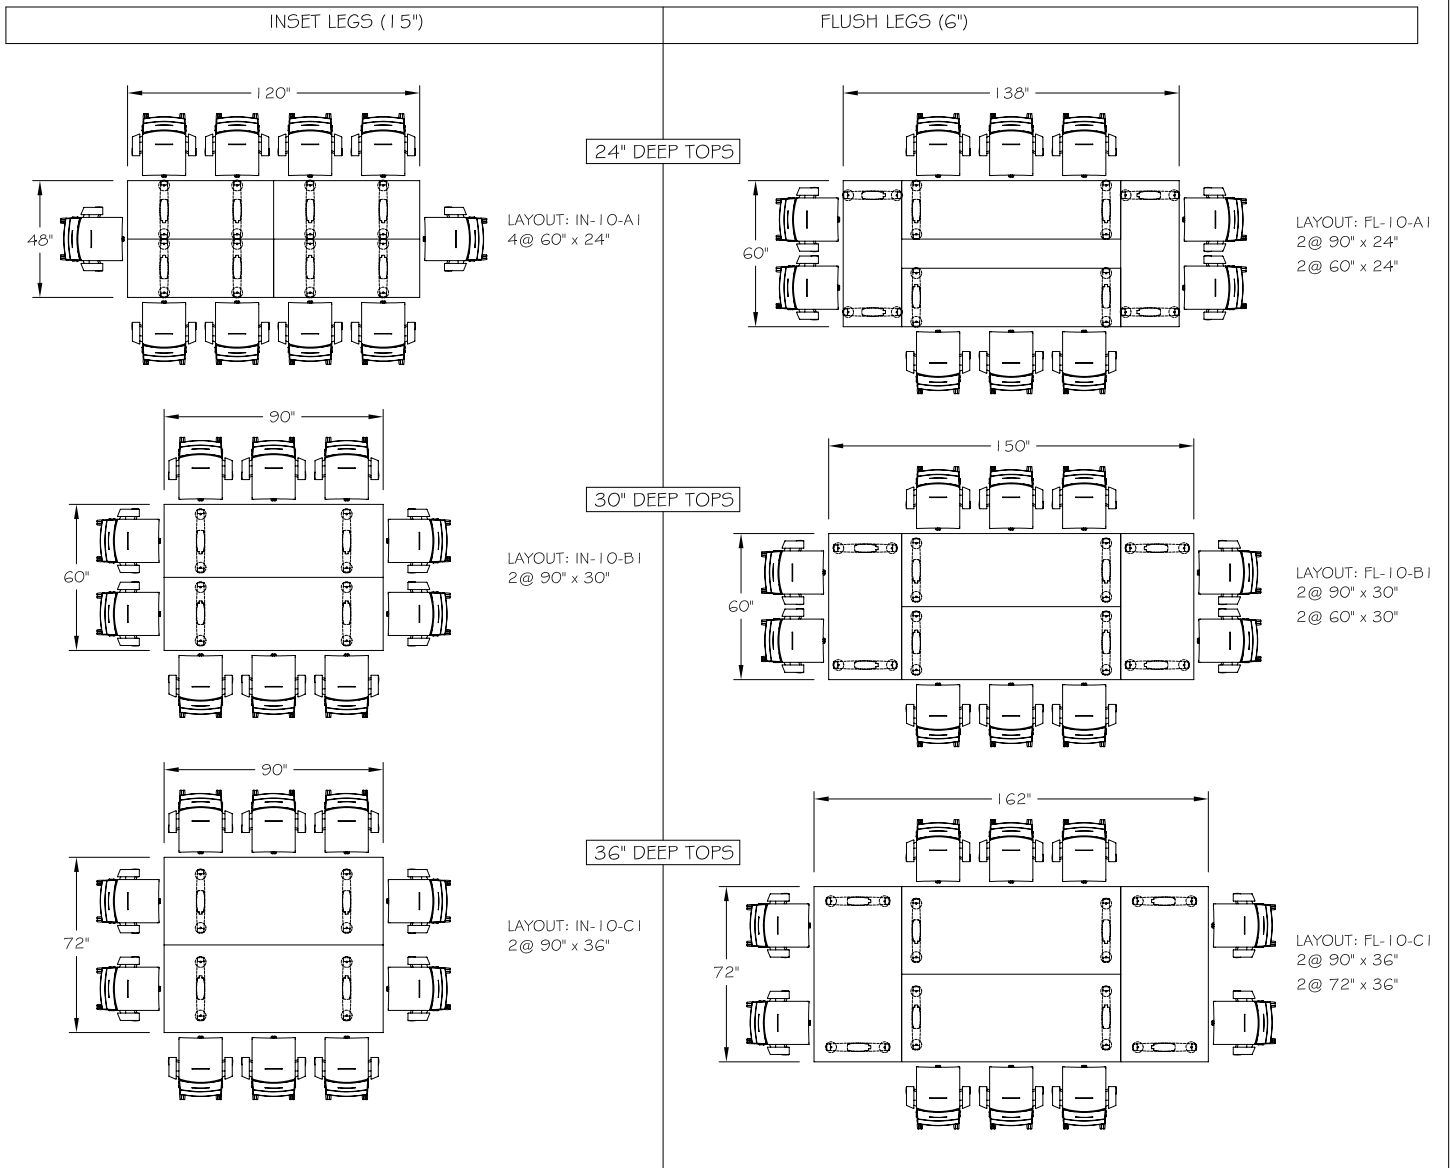 INSET LEGS (15")
FLUSH LEGS (6")
24" DEEP TOPS
120"
48"
LAYOUT: IN-10-A1
4@ 60" x 24"
138"
60"
LAYOUT: FL-10-A1
2@ 90" x 24"
2@ 60" x 24"
30" DEEP TOPS
90"
60"
LAYOUT: IN-10-B1
2@ 90" x 30"
150"
60"
LAYOUT: FL-10-B1
2@ 90" x 30"
2@ 60" x 30"
36" DEEP TOPS
90"
72"
LAYOUT: IN-10-C1
2@ 90" x 36"
162"
72"
LAYOUT: FL-10-C1
2@ 90" x 36"
2@ 72" x 36"